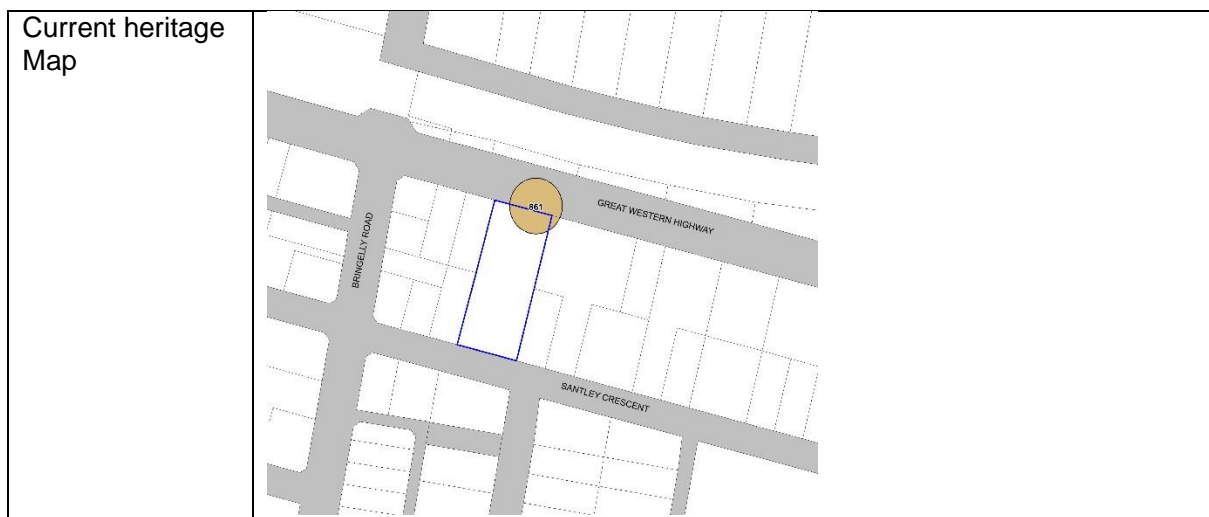 Current heritage
Map
861
GREAT WESTERN HIGHWAY
BRINGELLY ROAD
SANTLEY CRESCENT